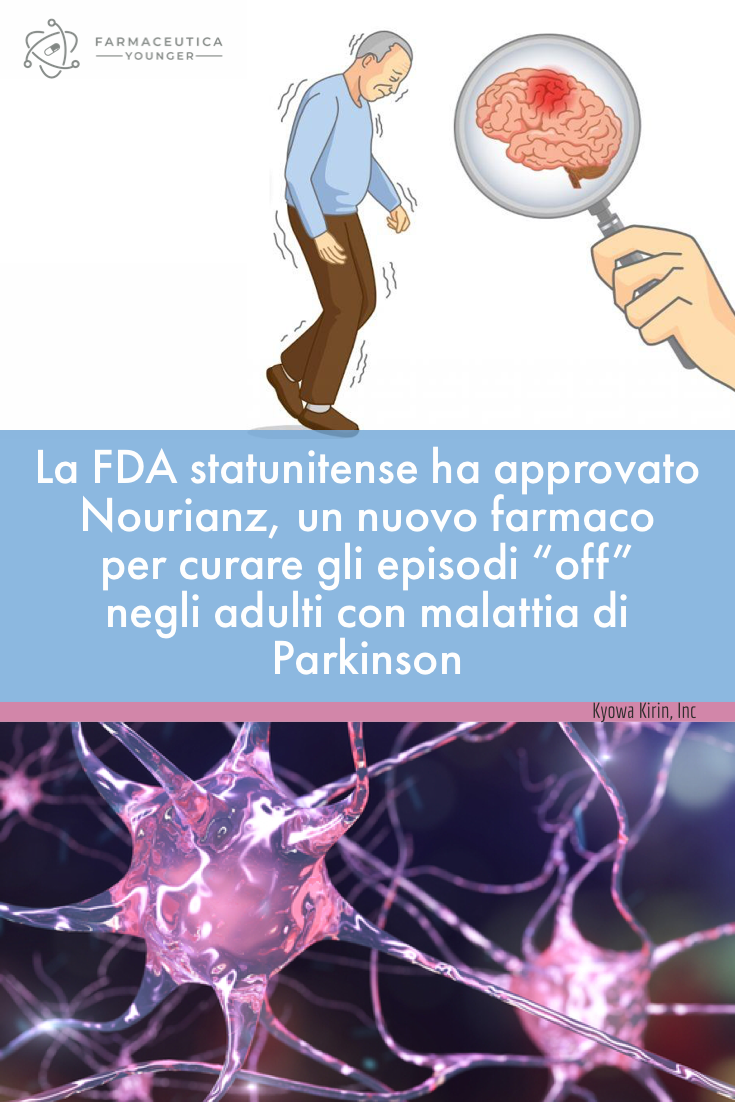 FARMACEUTICA
YOUNGER
La FDA statunitense ha approvato
Nourianz, un nuovo farmaco
per curare gli episodi “off”
negli adulti con malattia di
Parkinson
Kyowa Kirin, Inc